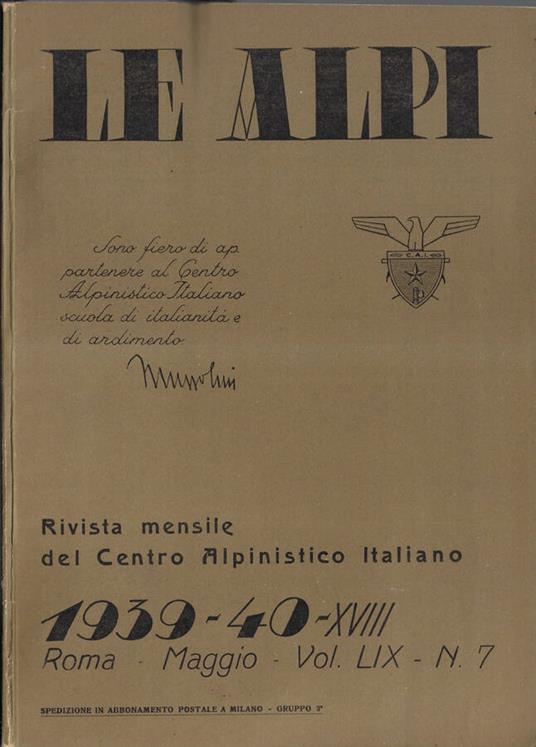 LE ALPI
Sono fiero di ap
partenere al Centro
Alpinistico Italiano
scuola di italianità e
di ardimento
Mussolini
C.A.I.
Rivista mensile
del Centro Alpinistico Italiano
1939-40-XVIII
Roma - Maggio - Vol. LIX - N. 7
SPEDIZIONE IN ABBONAMENTO POSTALE A MILANO - GRUPPO 3°